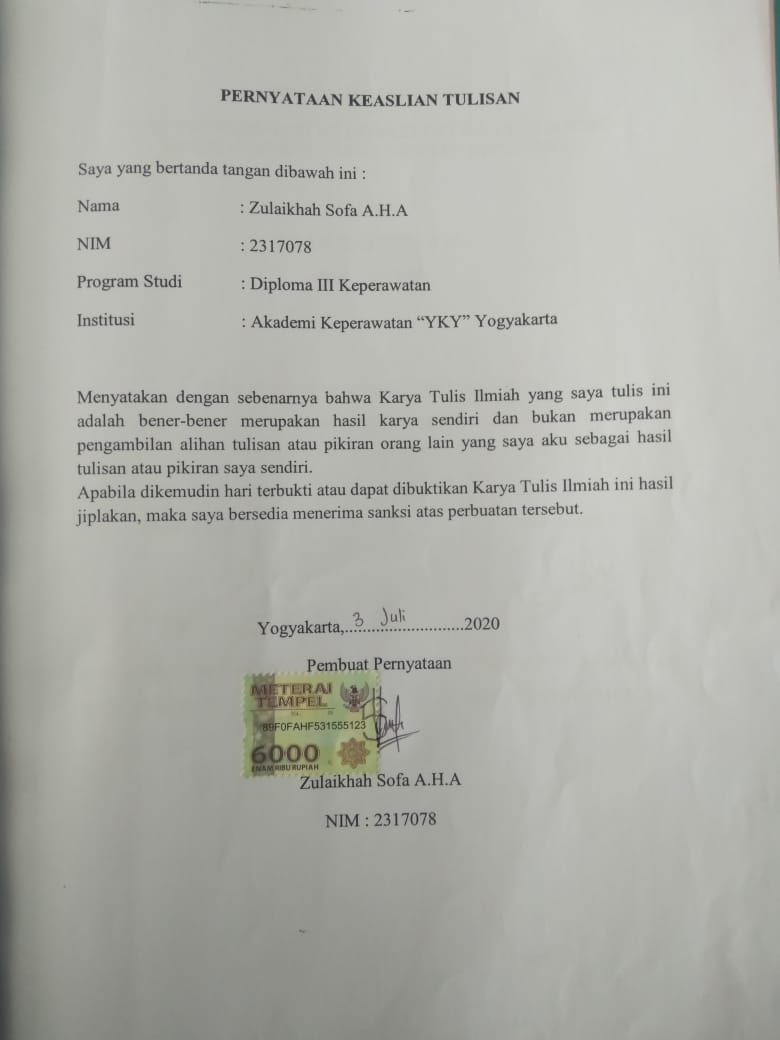 PERNYATAAN KEASLIAN TULISAN
Saya yang bertanda tangan dibawah ini :
Nama : Zulaikhah Sofa A.H.A
NIM : 2317078
Program Studi : Diploma III Keperawatan
Institusi : Akademi Keperawatan “YKY” Yogyakarta
Menyatakan dengan sebenarnya bahwa Karya Tulis Ilmiah yang saya tulis ini
adalah bener-bener merupakan hasil karya sendiri dan bukan merupakan
pengambilan alihan tulisan atau pikiran orang lain yang saya aku sebagai hasil
tulisan atau pikiran saya sendiri.
Apabila dikemudin hari terbukti atau dapat dibuktikan Karya Tulis Ilmiah ini hasil
jiplakan, maka saya bersedia menerima sanksi atas perbuatan tersebut.
Yogyakarta,..3 Juli..........................2020
Pembuat Pernyataan
METERAI
TEMPEL
89F0FAHF531555123
6000
ENAM RIBU RUPIAH
Zulaikhah Sofa A.H.A
NIM : 2317078